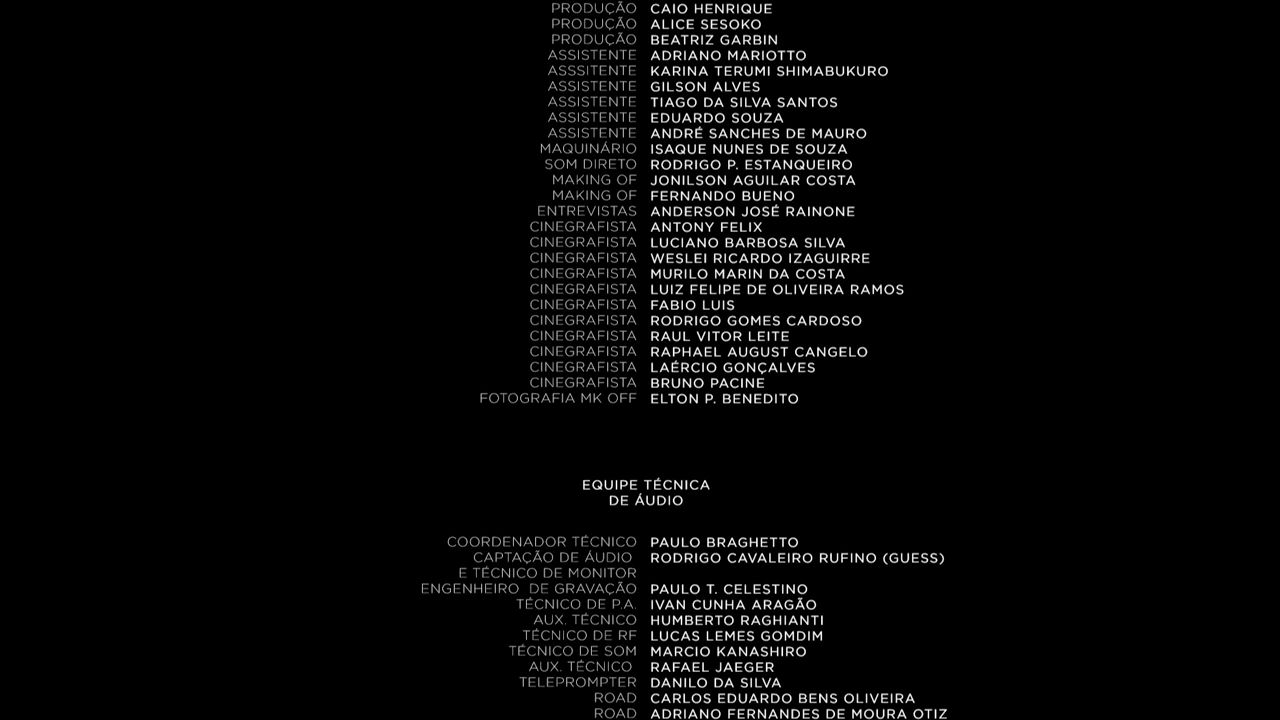 PRODUÇÃO CAIO HENRIQUE
PRODUÇÃO ALICE SESOKO
PRODUÇÃO BEATRIZ GARBIN
ASSISTENTE ADRIANO MARIOTTO
ASSSITENTE KARINA TERUMI SHIMABUKURO
ASSISTENTE GILSON ALVES
ASSISTENTE TIAGO DA SILVA SANTOS
ASSISTENTE EDUARDO SOUZA
ASSISTENTE ANDRÉ SANCHES DE MAURO
MAQUINÁRIO ISAQUE NUNES DE SOUZA
SOM DIRETO RODRIGO P. ESTANQUEIRO
MAKING OF JONILSON AGUILAR COSTA
MAKING OF FERNANDO BUENO
ENTREVISTAS ANDERSON JOSÉ RAINONE
CINEGRAFISTA ANTONY FELIX
CINEGRAFISTA LUCIANO BARBOSA SILVA
CINEGRAFISTA WESLEI RICARDO IZAGUIRRE
CINEGRAFISTA MURILO MARIN DA COSTA
CINEGRAFISTA LUIZ FELIPE DE OLIVEIRA RAMOS
CINEGRAFISTA FABIO LUIS
CINEGRAFISTA RODRIGO GOMES CARDOSO
CINEGRAFISTA RAUL VITOR LEITE
CINEGRAFISTA RAPHAEL AUGUST CANGELO
CINEGRAFISTA LAÉRCIO GONÇALVES
CINEGRAFISTA BRUNO PACINE
FOTOGRAFIA MK OFF ELTON P. BENEDITO
EQUIPE TÉCNICA
DE ÁUDIO
COORDENADOR TÉCNICO PAULO BRAGHETTO
CAPTAÇÃO DE ÁUDIO RODRIGO CAVALEIRO RUFINO (GUESS)
E TÉCNICO DE MONITOR
ENGENHEIRO DE GRAVAÇÃO PAULO T. CELESTINO
TÉCNICO DE P.A. IVAN CUNHA ARAGÃO
AUX. TÉCNICO HUMBERTO RAGHIANTI
TÉCNICO DE RF LUCAS LEMES GOMDIM
TÉCNICO DE SOM MARCIO KANASHIRO
AUX. TÉCNICO RAFAEL JAEGER
TELEPROMPTER DANILO DA SILVA
ROAD CARLOS EDUARDO BENS OLIVEIRA
ROAD ADRIANO FERNANDES DE MOURA OTIZ